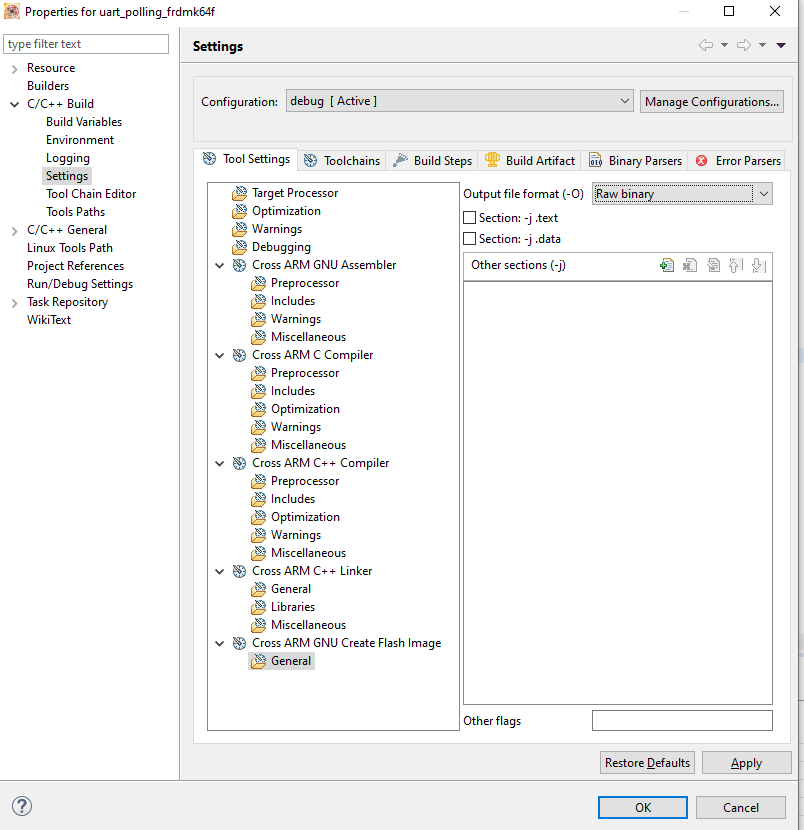 Properties for uart_polling_frdmk64f
type filter text
Resource
Builders
C/C++ Build
Build Variables
Environment
Logging
Settings
Tool Chain Editor
Tools Paths
C/C++ General
Linux Tools Path
Project References
Run/Debug Settings
Task Repository
WikiText
Settings
Configuration: debug [ Active ] Manage Configurations...
Tool Settings Toolchains Build Steps Build Artifact Binary Parsers Error Parsers
Target Processor
Optimization
Warnings
Debugging
Cross ARM GNU Assembler
Preprocessor
Includes
Warnings
Miscellaneous
Cross ARM C Compiler
Preprocessor
Includes
Optimization
Warnings
Miscellaneous
Cross ARM C++ Compiler
Preprocessor
Includes
Optimization
Warnings
Miscellaneous
Cross ARM C++ Linker
General
Libraries
Miscellaneous
Cross ARM GNU Create Flash Image
General
Output file format (-O) Raw binary
Section: -j .text
Section: -j .data
Other sections (-j)
Other flags
Restore Defaults Apply
? OK Cancel